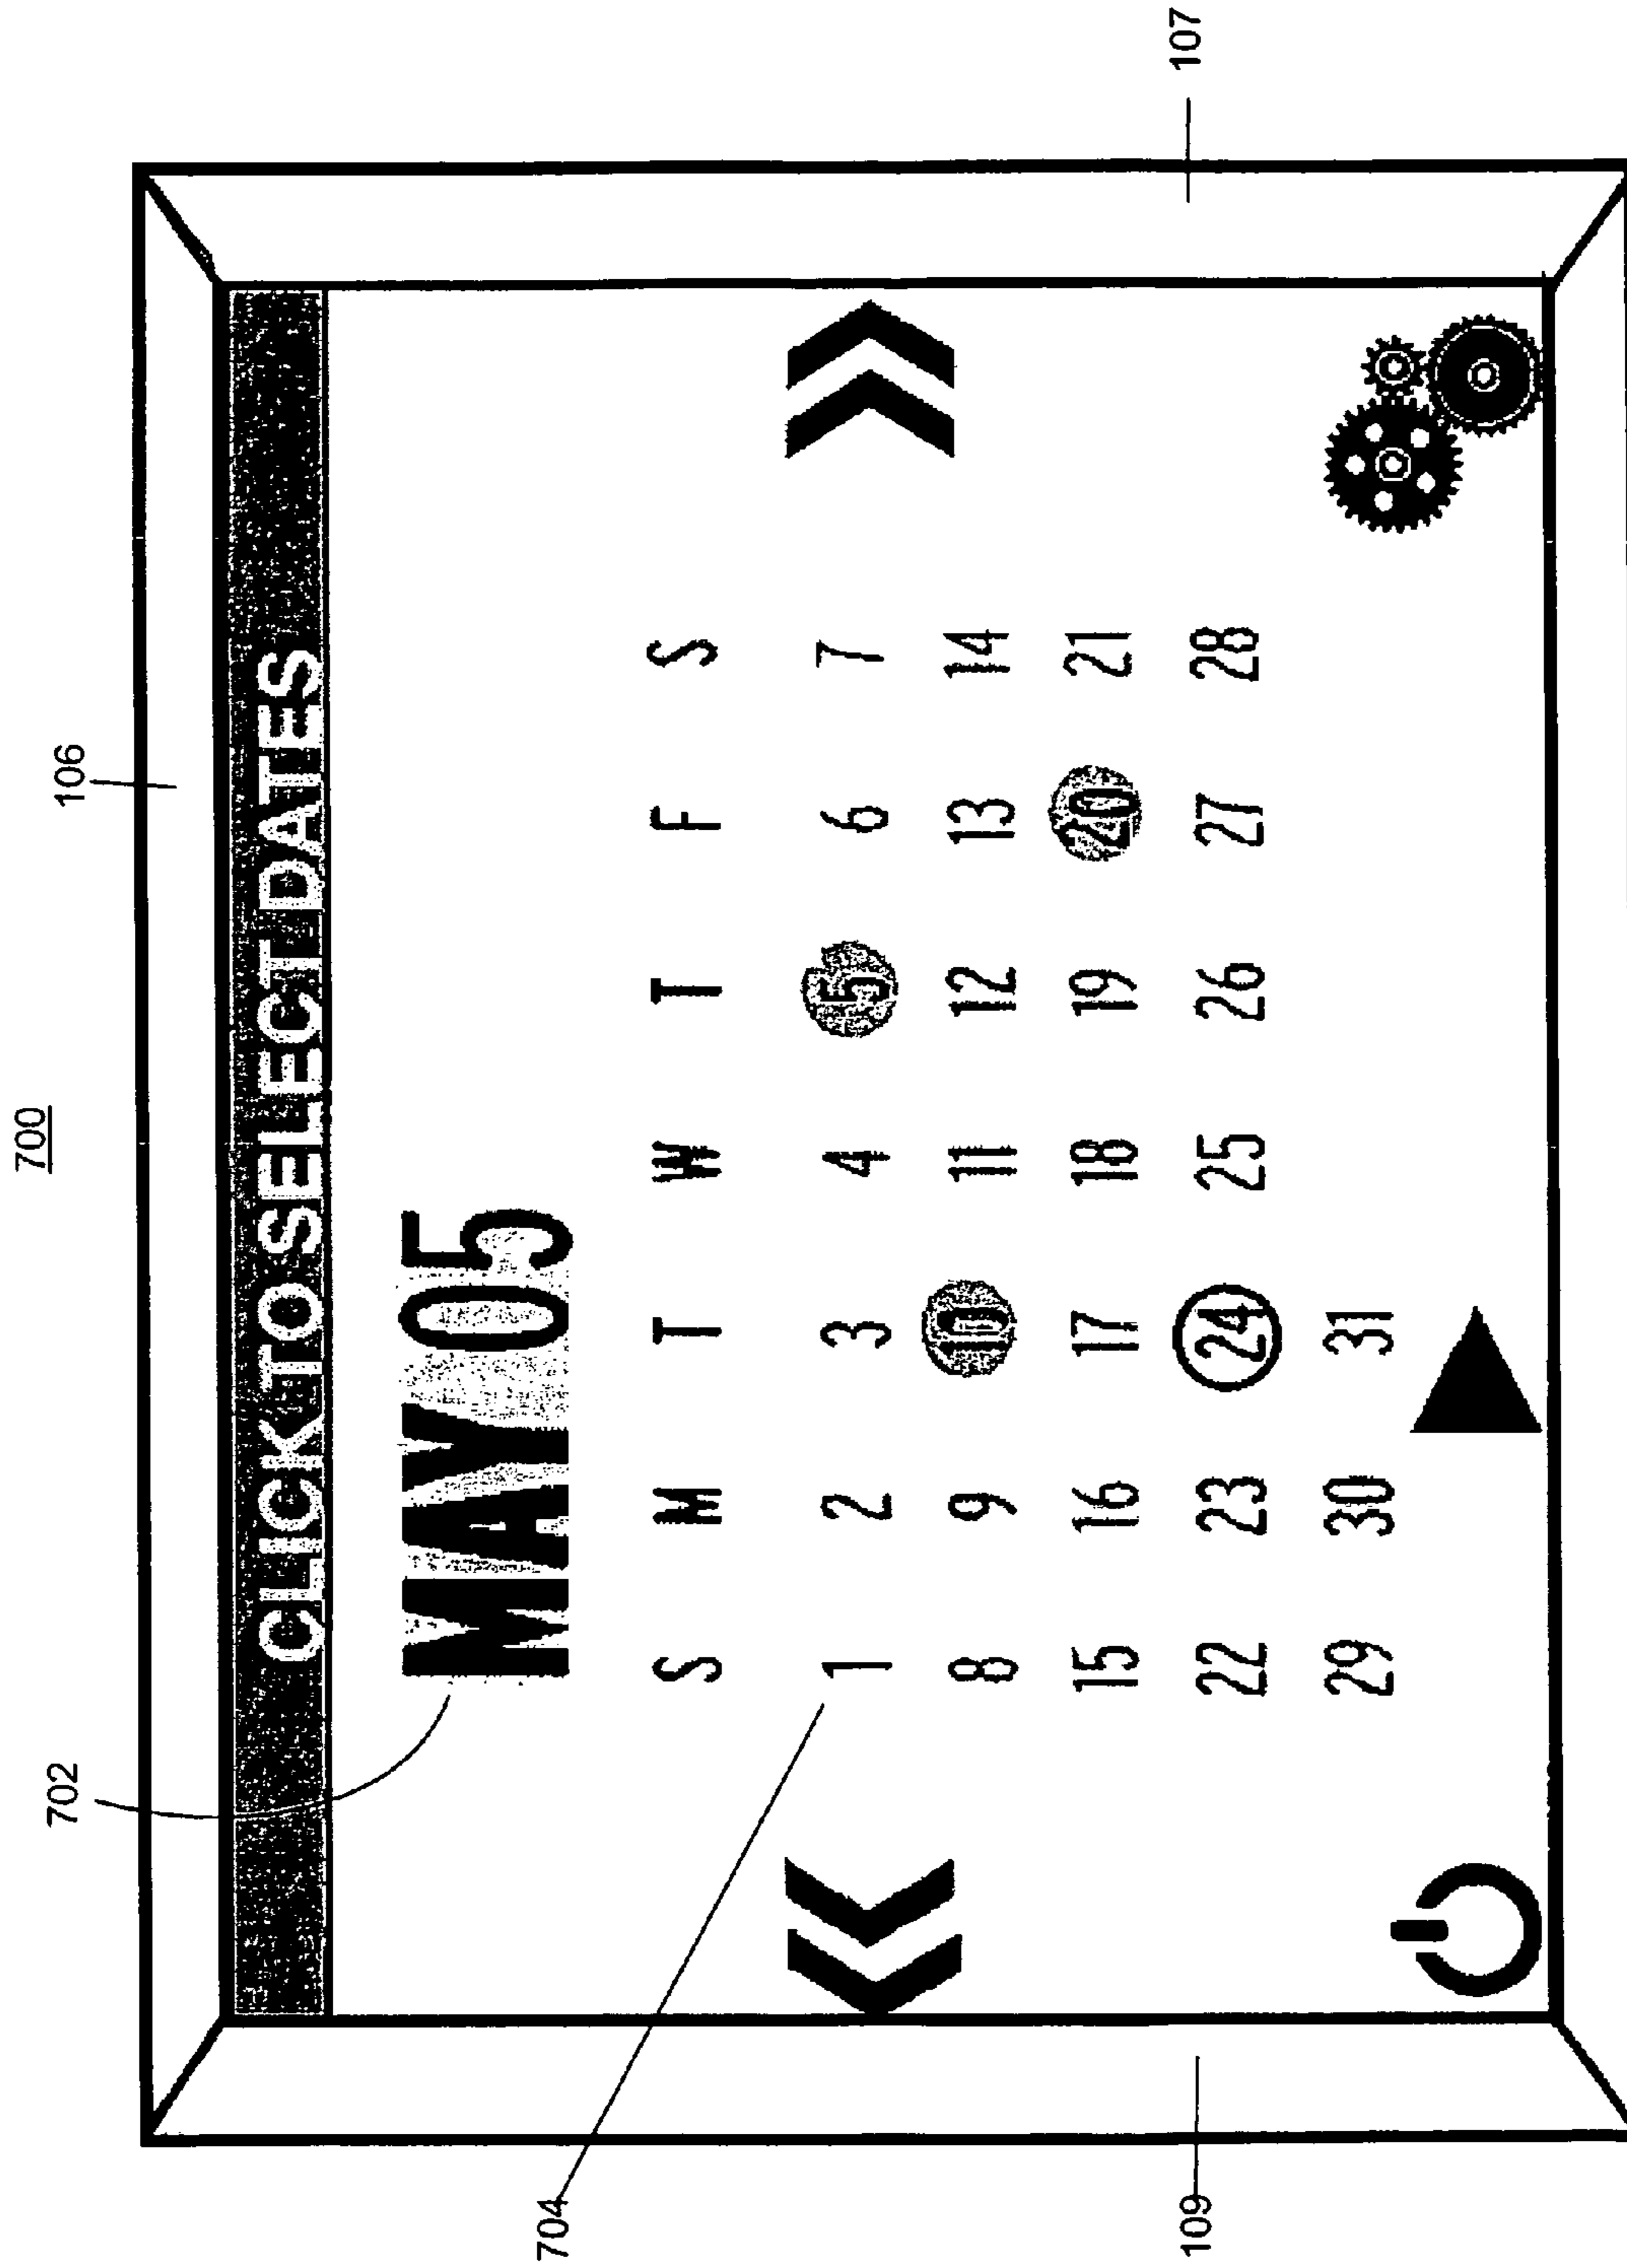 700
702
106
CLICK TO SELECT DATES
MAY 05
S M T W T F S
1 2 3 4 5 6 7
8 9 10 11 12 13 14
15 16 17 18 19 20 21
22 23 24 25 26 27 28
29 30 31
704
109
107